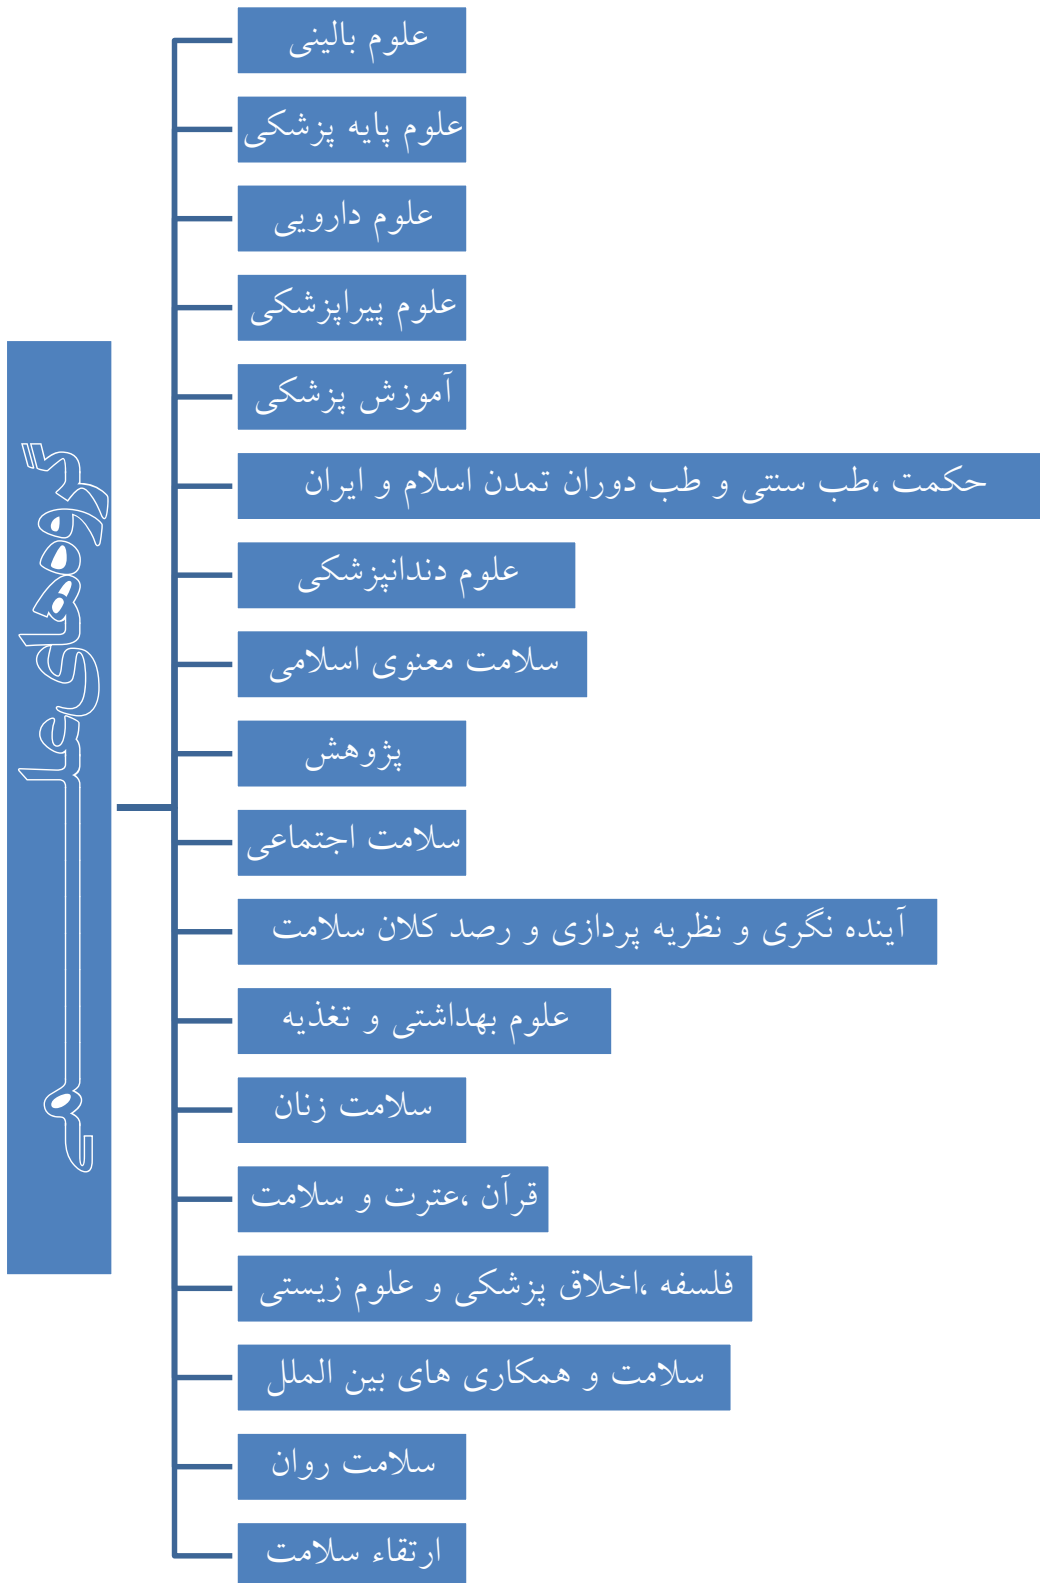 گروه‌های علمی
علوم بالینی
علوم پایه پزشکی
علوم دارویی
علوم پیراپزشکی
آموزش پزشکی
حکمت ،طب سنتی و طب دوران تمدن اسلام و ایران
علوم دندانپزشکی
سلامت معنوی اسلامی
پژوهش
سلامت اجتماعی
آینده نگری و نظریه پردازی و رصد کلان سلامت
علوم بهداشتی و تغذیه
سلامت زنان
قرآن ،عترت و سلامت
فلسفه ،اخلاق پزشکی و علوم زیستی
سلامت و همکاری های بین الملل
سلامت روان
ارتقاء سلامت